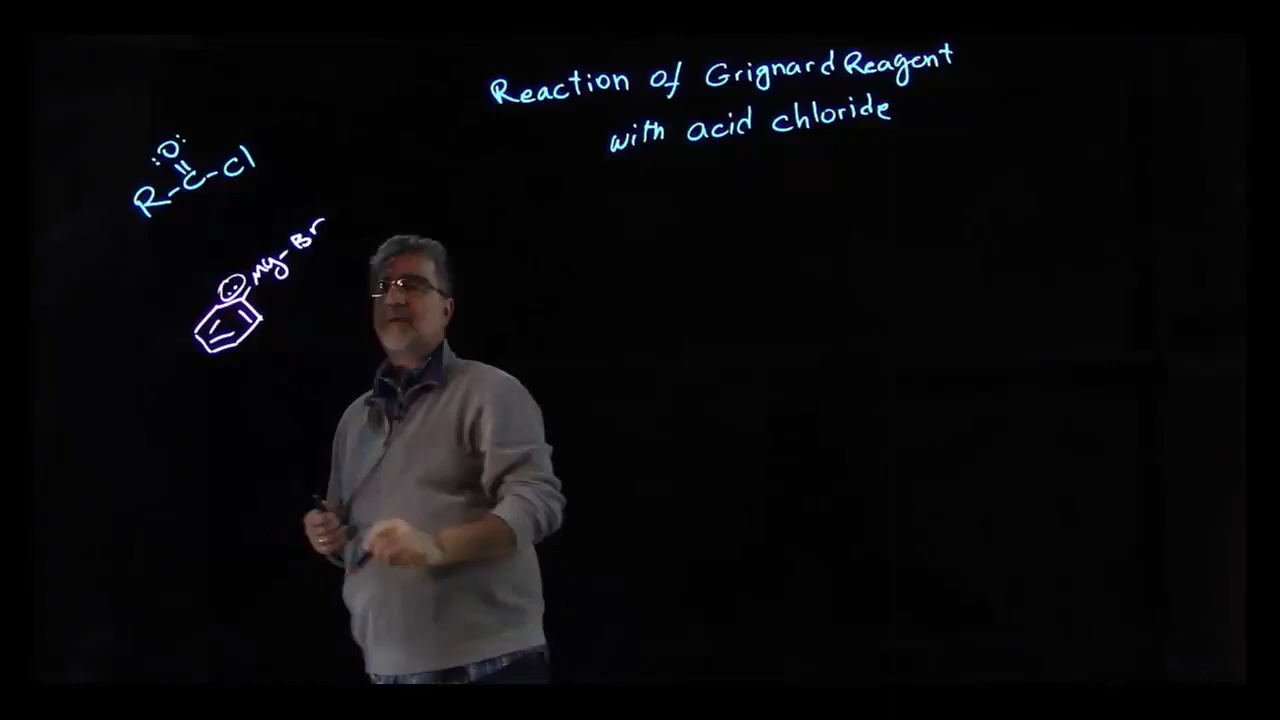 Reaction of Grignard Reagent
with acid chloride
:O:
R-C-Cl
Mg-Br